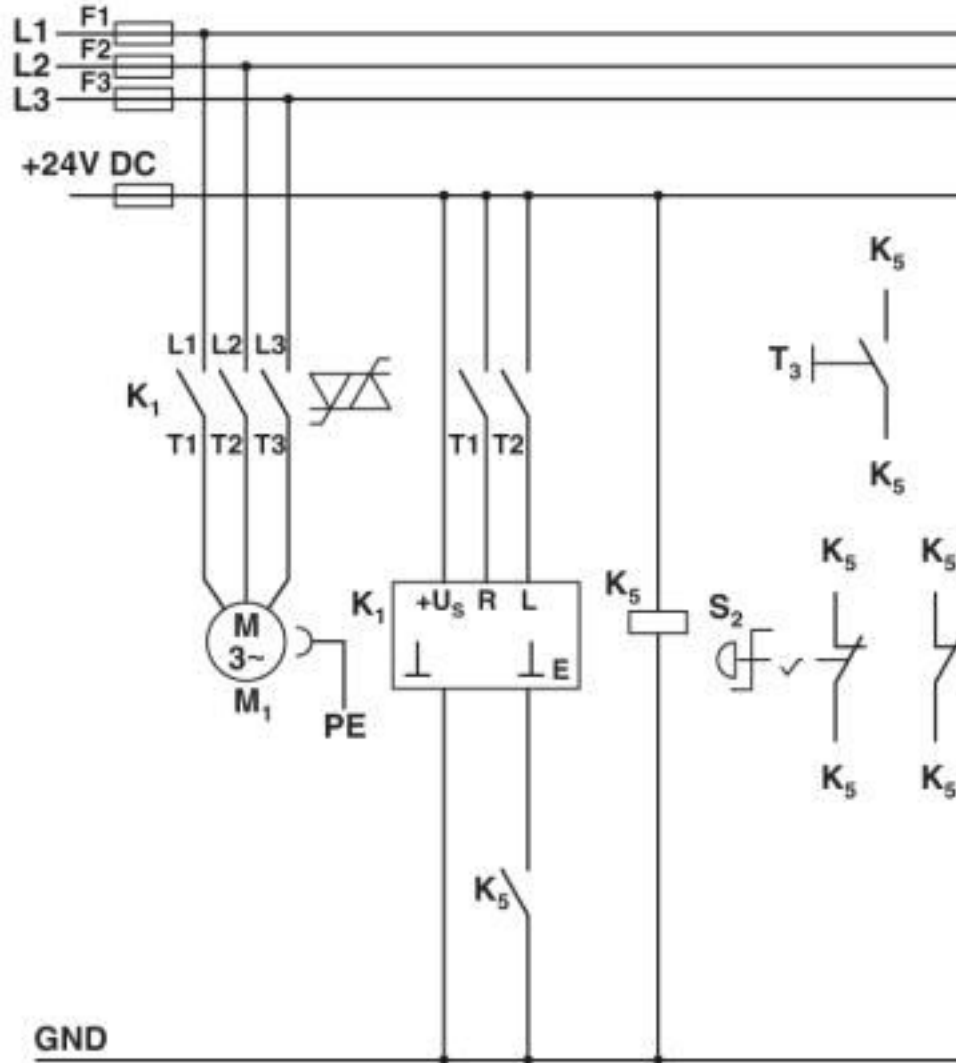 L1 F1
L2 F2
L3 F3
+24V DC
K5
L1 L2 L3
T3
K1
T1 T2 T3
T1 T2
K5
K5 K5
K1 +US R L
K5
S2
M
3~
E
M1
PE
K5 K5
K5
GND